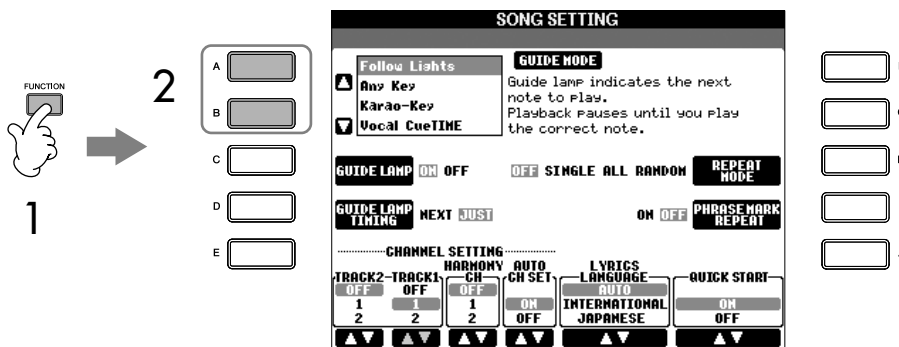 SONG SETTING
1
FUNCTION
2
A
B
C
D
E
Follow Lights
Any Key
Karao-Key
Vocal CueTIME
GUIDE MODE
Guide lamp indicates the next
note to play.
Playback pauses until you play
the correct note.
GUIDE LAMP ON OFF
OFF SINGLE ALL RANDOM REPEAT
MODE
GUIDE LAMP
TIMING NEXT JUST
ON OFF PHRASE MARK
REPEAT
CHANNEL SETTING
TRACK2 TRACK1 HARMONY
CH AUTO
CH SET LYRICS
LANGUAGE QUICK START
OFF OFF OFF AUTO
1 1 1 ON INTERNATIONAL ON
2 2 2 OFF JAPANESE OFF